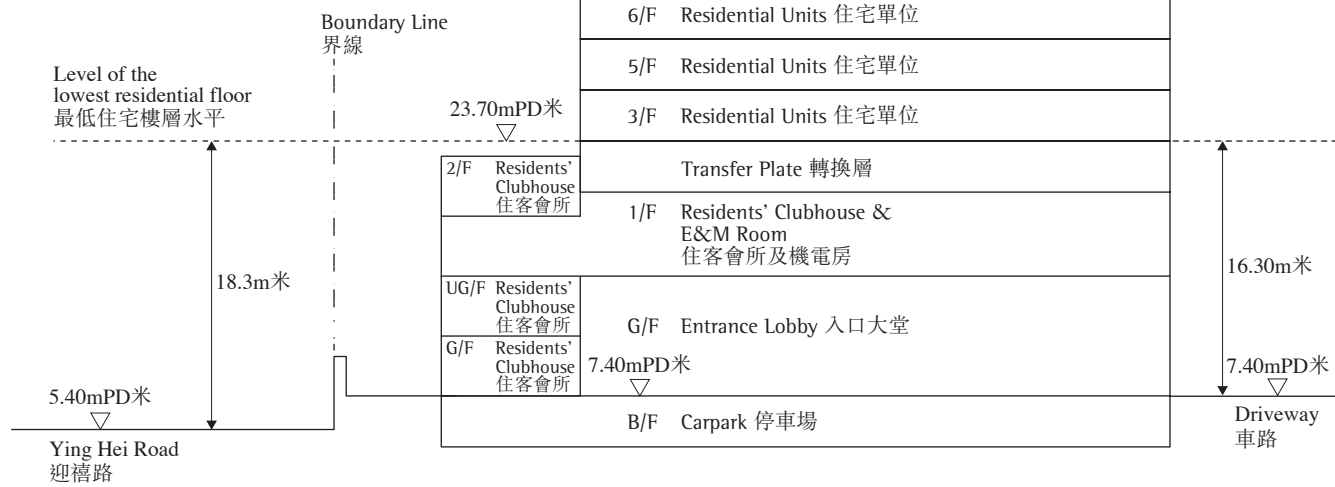 6/F Residential Units 住宅單位
Boundary Line
界線
5/F Residential Units 住宅單位
Level of the
lowest residential floor
最低住宅樓層水平
23.70mPD米
3/F Residential Units 住宅單位
2/F Residents'
Clubhouse
住客會所
Transfer Plate 轉換層
1/F Residents' Clubhouse &
E&M Room
住客會所及機電房
18.3m米
16.30m米
UG/F Residents'
Clubhouse
住客會所
G/F Entrance Lobby 入口大堂
G/F Residents'
Clubhouse
住客會所
7.40mPD米
7.40mPD米
5.40mPD米
B/F Carpark 停車場
Driveway
車路
Ying Hei Road
迎禧路